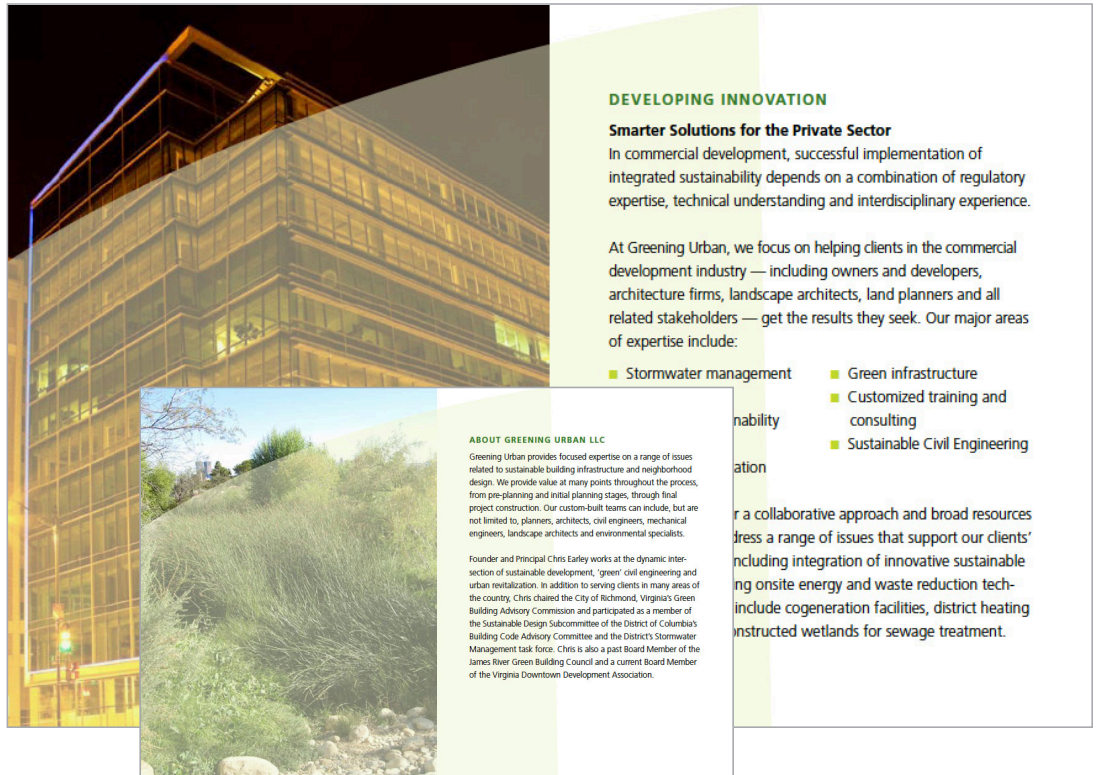 DEVELOPING INNOVATION
Smarter Solutions for the Private Sector
In commercial development, successful implementation of
integrated sustainability depends on a combination of regulatory
expertise, technical understanding and interdisciplinary experience.
At Greening Urban, we focus on helping clients in the commercial
development industry — including owners and developers,
architecture firms, landscape architects, land planners and all
related stakeholders — get the results they seek. Our major areas
of expertise include:
■ Stormwater management
■ Green infrastructure
■ Customized training and
consulting
■ Sustainable Civil Engineering
r a collaborative approach and broad resources
dress a range of issues that support our clients’
ncluding integration of innovative sustainable
ing onsite energy and waste reduction tech-
include cogeneration facilities, district heating
onstructed wetlands for sewage treatment.
ABOUT GREENING URBAN LLC
Greening Urban provides focused expertise on a range of issues
related to sustainable building infrastructure and neighborhood
design. We provide value at many points throughout the process,
from pre-planning and initial planning stages, through final
project construction. Our custom-built teams can include, but are
not limited to, planners, architects, civil engineers, mechanical
engineers, landscape architects and environmental specialists.
Founder and Principal Chris Earley works at the dynamic inter-
section of sustainable development, ‘green’ civil engineering and
urban revitalization. In addition to serving clients in many areas of
the country, Chris chaired the City of Richmond, Virginia’s Green
Building Advisory Commission and participated as a member of
the Sustainable Design Subcommittee of the District of Columbia’s
Building Code Advisory Committee and the District’s Stormwater
Management task force. Chris is also a past Board Member of the
James River Green Building Council and a current Board Member
of the Virginia Downtown Development Association.